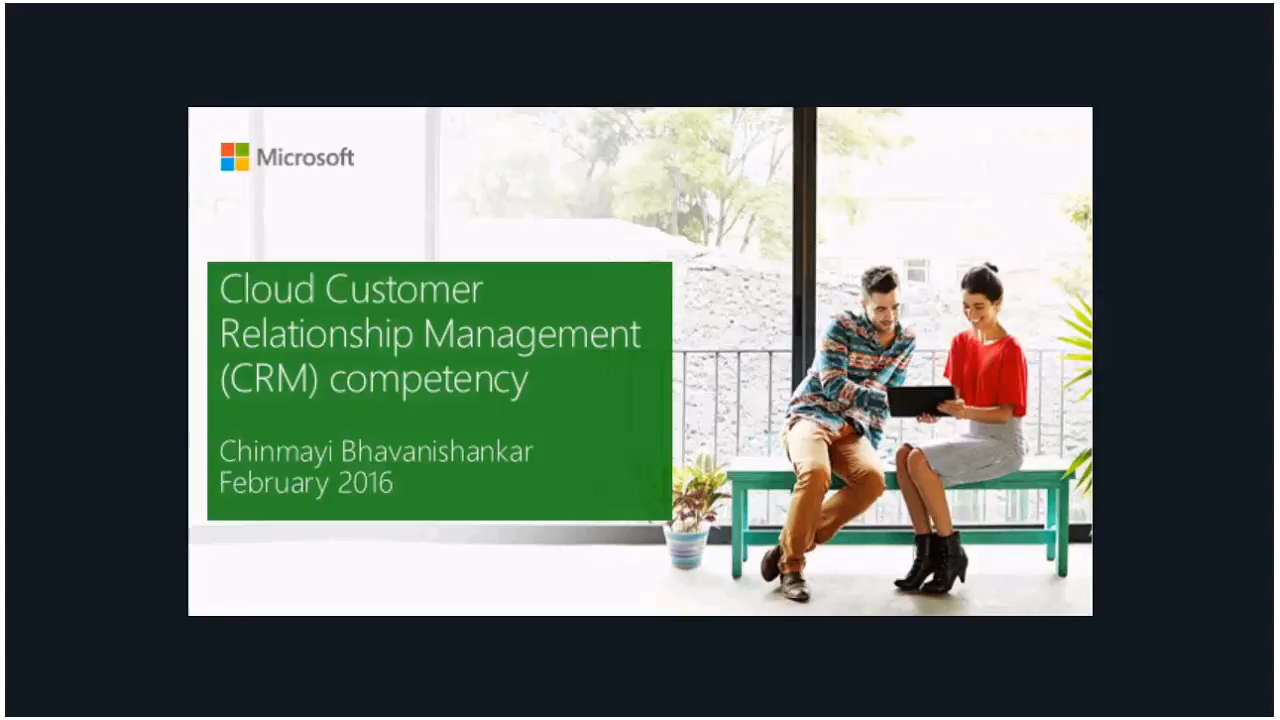 Microsoft
Cloud Customer
Relationship Management
(CRM) competency
Chinmayi Bhavanishankar
February 2016